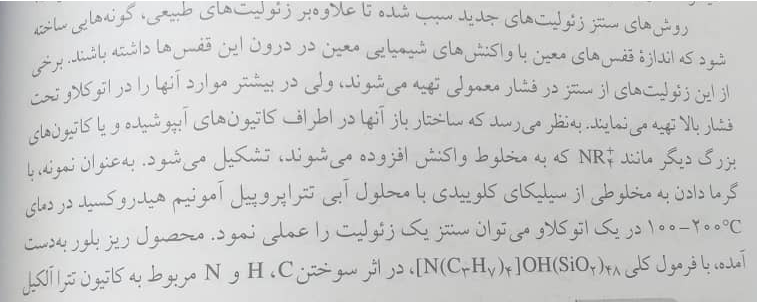 روش‌های سنتز زئولیت‌های جدید سبب شده تا علاوه‌بر زئولیت‌های طبیعی، گونه‌هایی ساخته
شود که اندازهٔ قفس‌های معین با واکنش‌های شیمیایی معین در درون این قفس‌ها داشته باشند. برخی
از این زئولیت‌های از سنتز در فشار معمولی تهیه می‌شوند، ولی در بیشتر موارد آنها را در اتوکلاو تحت
فشار بالا تهیه می‌نمایند. به‌نظر می‌رسد که ساختار باز آنها در اطراف کاتیون‌های آبپوشیده و یا کاتیون‌های
بزرگ دیگر مانند NR₄⁺ که به مخلوط واکنش افزوده می‌شوند، تشکیل می‌شود. به‌عنوان نمونه، با
گرما دادن به مخلوطی از سیلیکای کلوییدی با محلول آبی تتراپروپیل آمونیم هیدروکسید در دمای
۱۰۰-۲۰۰°C در یک اتوکلاو می‌توان سنتز یک زئولیت را عملی نمود. محصول ریز بلور به‌دست
آمده، با فرمول کلی [N(C₃H₇)₄]OH(SiO₂)₄₈، در اثر سوختن C، H و N مربوط به کاتیون تترا آلکیل